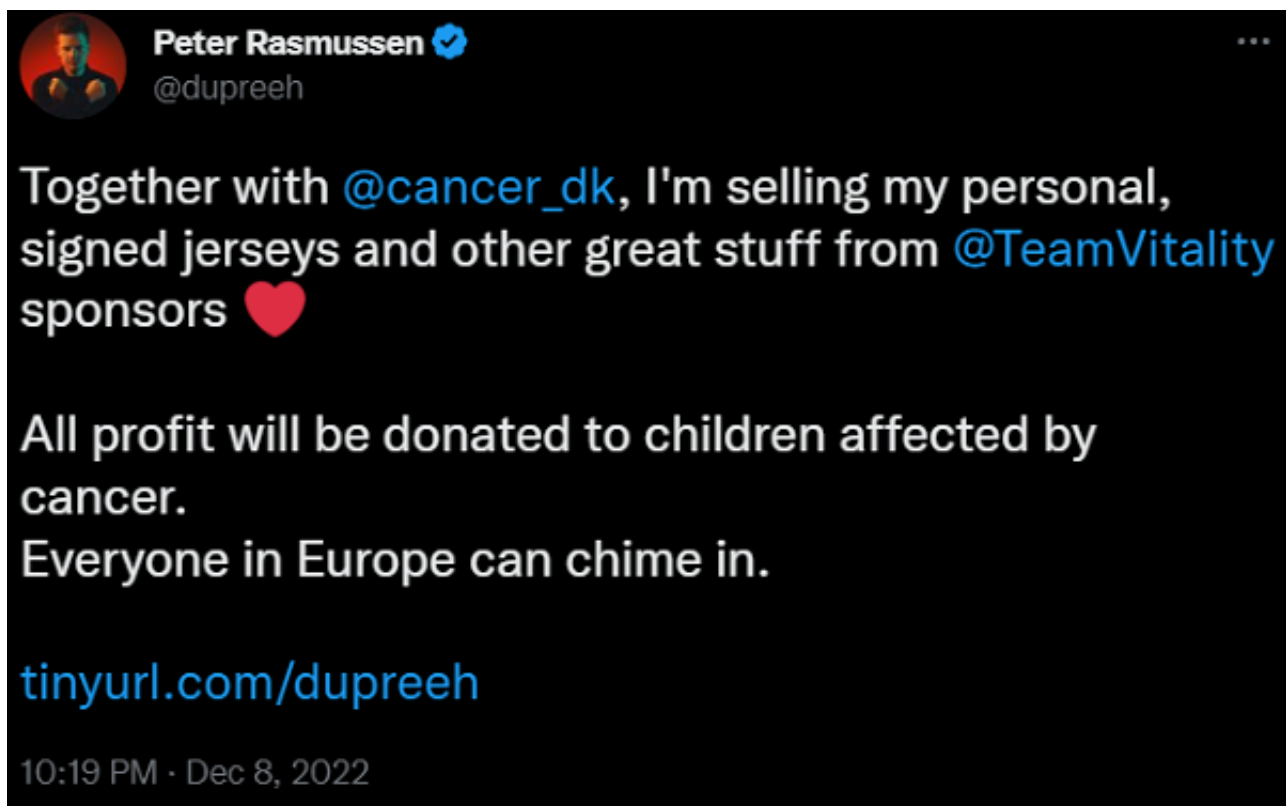 Peter Rasmussen
@dupreeh
Together with @cancer_dk, I'm selling my personal,
signed jerseys and other great stuff from @TeamVitality
sponsors ❤️
All profit will be donated to children affected by
cancer.
Everyone in Europe can chime in.
tinyurl.com/dupreeh
10:19 PM · Dec 8, 2022